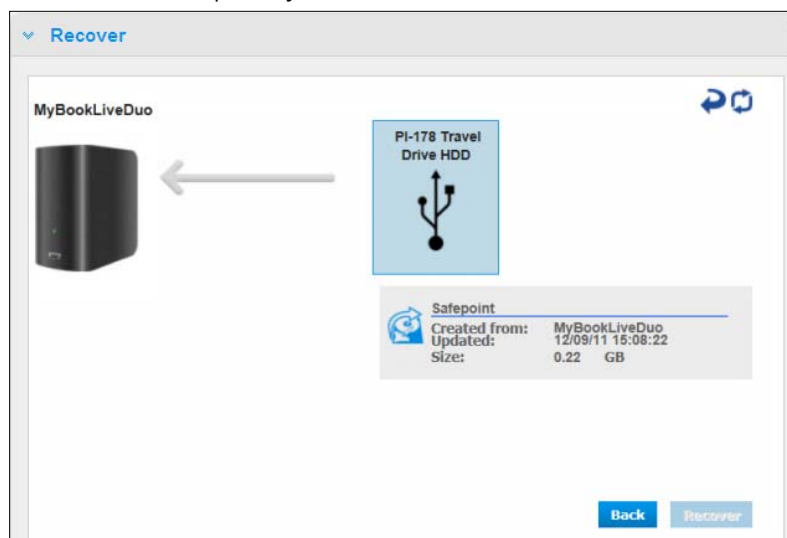 Recover
MyBookLiveDuo
PI-178 Travel
Drive HDD
Safepoint
Created from: MyBookLiveDuo
Updated: 12/09/11 15:08:22
Size: 0.22 GB
Back Recover